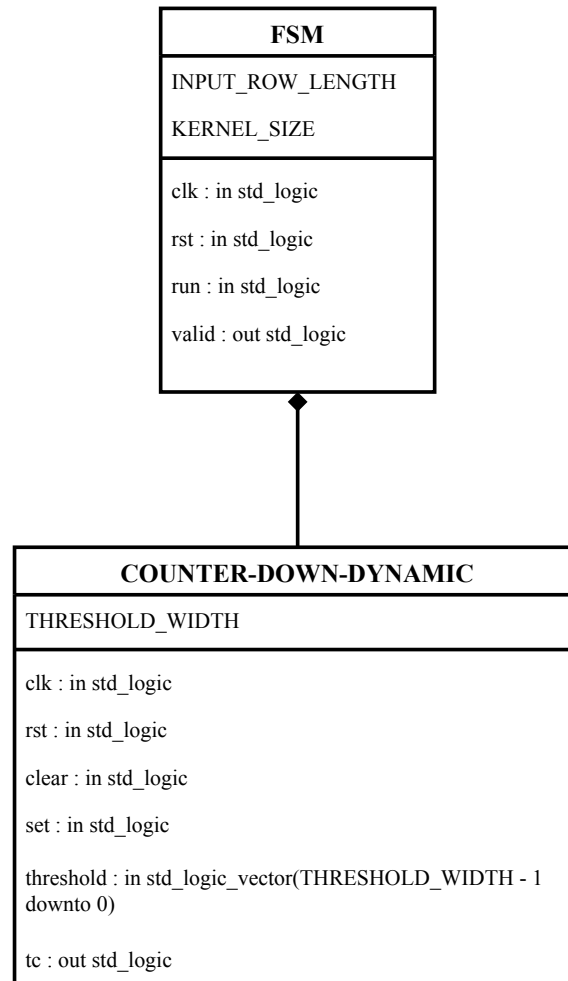 FSM
INPUT_ROW_LENGTH
KERNEL_SIZE
clk : in std_logic
rst : in std_logic
run : in std_logic
valid : out std_logic
COUNTER-DOWN-DYNAMIC
THRESHOLD_WIDTH
clk : in std_logic
rst : in std_logic
clear : in std_logic
set : in std_logic
threshold : in std_logic_vector(THRESHOLD_WIDTH - 1
downto 0)
tc : out std_logic